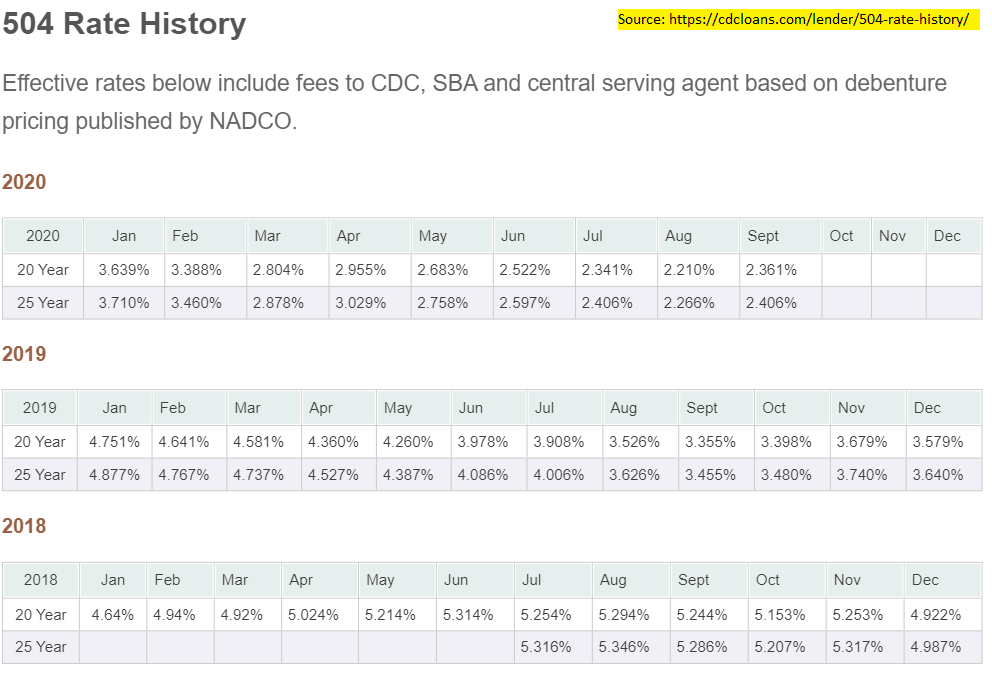 504 Rate History
Source: https://cdcloans.com/lender/504-rate-history/
Effective rates below include fees to CDC, SBA and central serving agent based on debenture
pricing published by NADCO.
2020
2020 Jan Feb Mar Apr May Jun Jul Aug Sept Oct Nov Dec
20 Year 3.639% 3.388% 2.804% 2.955% 2.683% 2.522% 2.341% 2.210% 2.361%
25 Year 3.710% 3.460% 2.878% 3.029% 2.758% 2.597% 2.406% 2.266% 2.406%
2019
2019 Jan Feb Mar Apr May Jun Jul Aug Sept Oct Nov Dec
20 Year 4.751% 4.641% 4.581% 4.360% 4.260% 3.978% 3.908% 3.526% 3.355% 3.398% 3.679% 3.579%
25 Year 4.877% 4.767% 4.737% 4.527% 4.387% 4.086% 4.006% 3.626% 3.455% 3.480% 3.740% 3.640%
2018
2018 Jan Feb Mar Apr May Jun Jul Aug Sept Oct Nov Dec
20 Year 4.64% 4.94% 4.92% 5.024% 5.214% 5.314% 5.254% 5.294% 5.244% 5.153% 5.253% 4.922%
25 Year 5.316% 5.346% 5.286% 5.207% 5.317% 4.987%